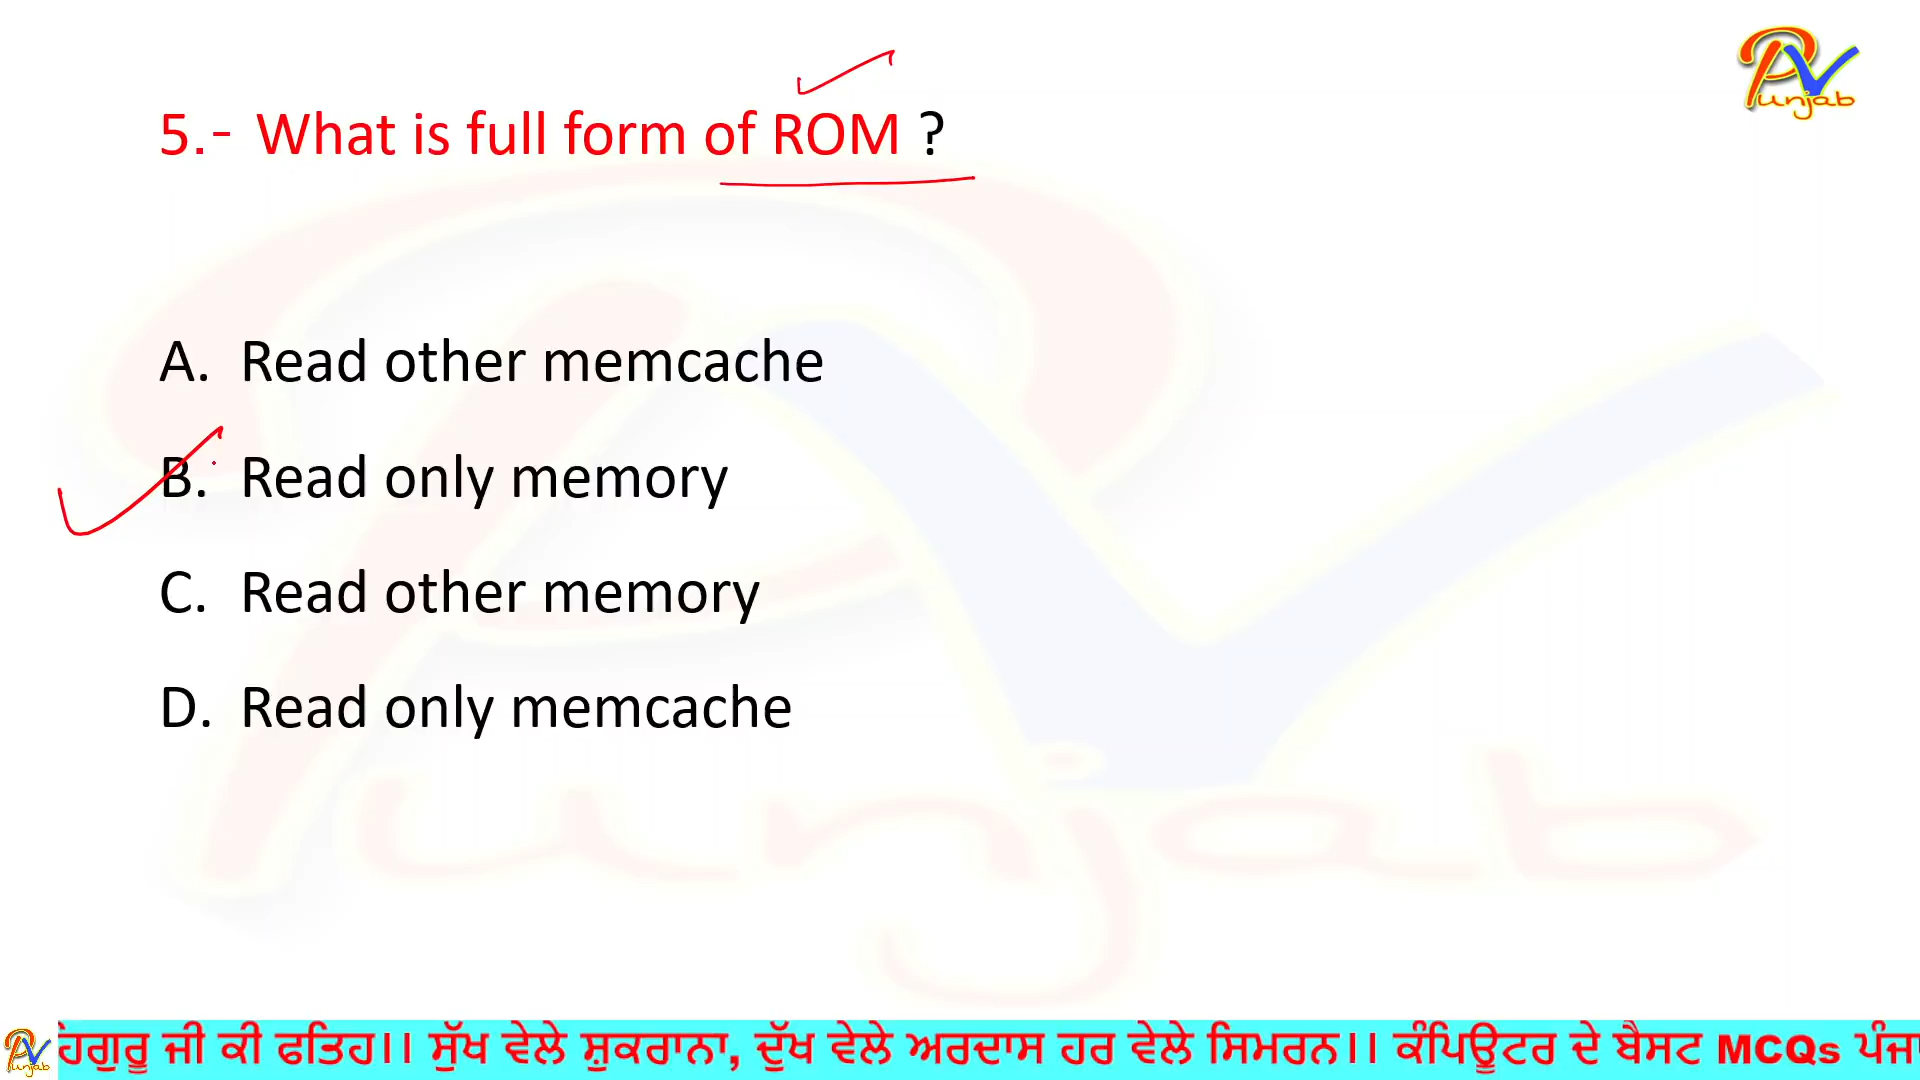 5.- What is full form of ROM ?
A. Read other memcache
B. Read only memory
C. Read other memory
D. Read only memcache
Punjab
ਹਿਗੁਰੂ ਜੀ ਕੀ ਫਤਿਹ।। ਸੁੱਖ ਵੇਲੇ ਸ਼ੁਕਰਾਨਾ, ਦੁੱਖ ਵੇਲੇ ਅਰਦਾਸ ਹਰ ਵੇਲੇ ਸਿਮਰਨ।। ਕੰਪਿਊਟਰ ਦੇ ਬੈਸਟ MCQs